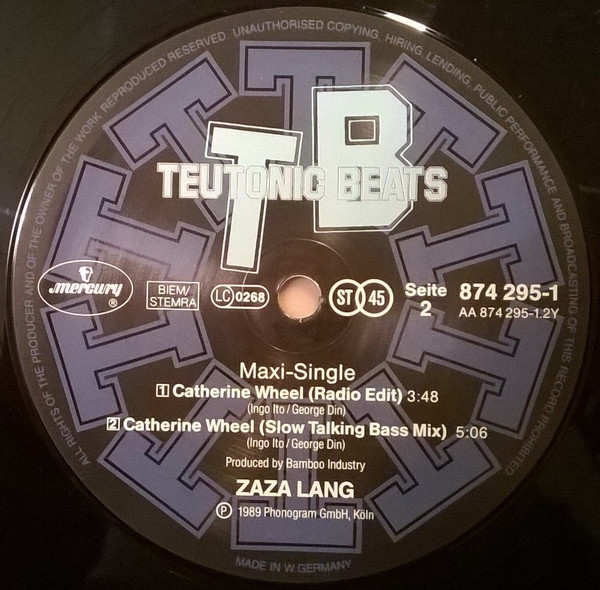 ALL RIGHTS OF THE PRODUCER AND OF THE OWNER OF THE WORK REPRODUCED RESERVED. UNAUTHORISED COPYING, HIRING, LENDING, PUBLIC PERFORMANCE AND BROADCASTING OF THIS RECORD PROHIBITED
TB
TEUTONIC BEATS
mercury ®
BIEM/
STEMRA
LC 0268
ST 45
Seite
2
874 295-1
AA 874 295-1.2Y
Maxi-Single
1 Catherine Wheel (Radio Edit) 3:48
(Ingo Ito/George Din)
2 Catherine Wheel (Slow Talking Bass Mix) 5:06
(Ingo Ito/George Din)
Produced by Bamboo Industry
ZAZA LANG
Ⓟ 1989 Phonogram GmbH, Köln
MADE IN W.GERMANY